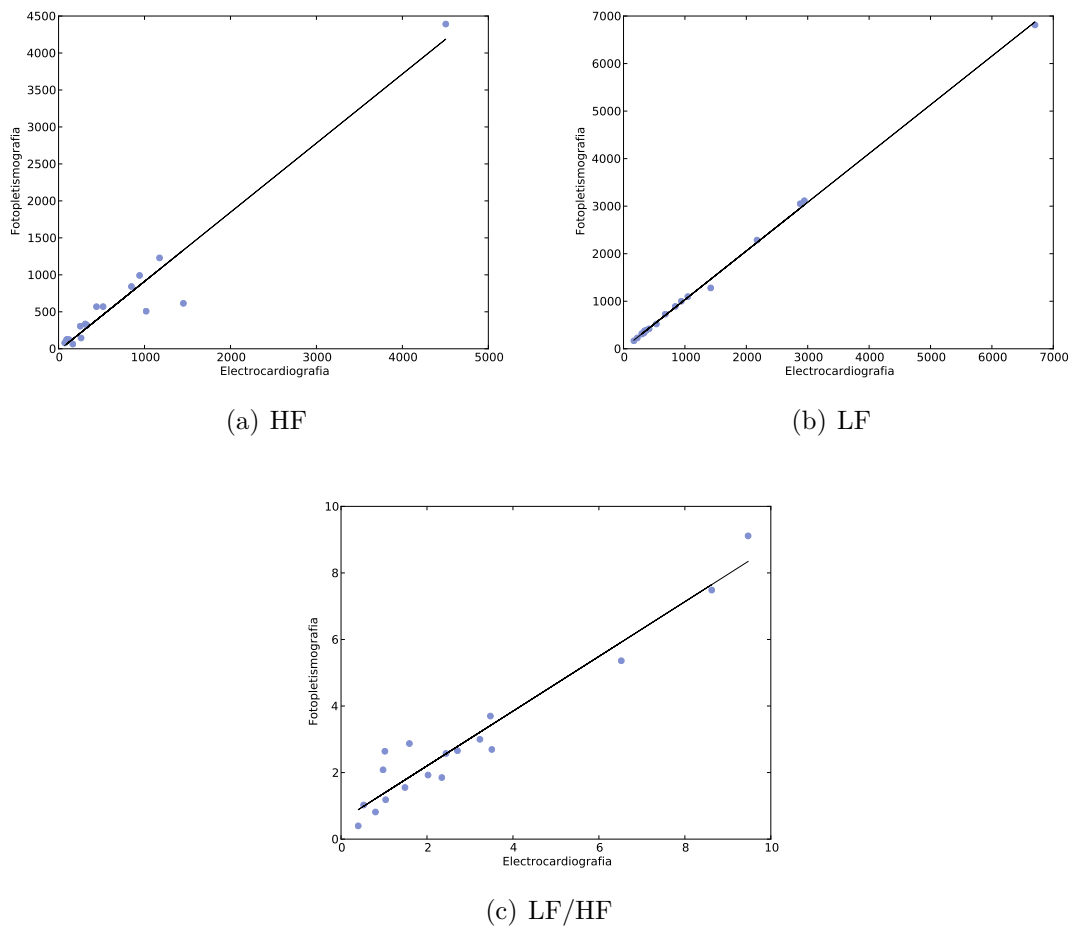 4500
4000
3500
3000
2500
2000
1500
1000
500
0
Fotopletismografia
0 1000 2000 3000 4000 5000
Electrocardiografia
(a) HF
7000
6000
5000
4000
3000
2000
1000
0
Fotopletismografia
0 1000 2000 3000 4000 5000 6000 7000
Electrocardiografia
(b) LF
10
8
6
4
2
0
Fotopletismografia
0 2 4 6 8 10
Electrocardiografia
(c) LF/HF